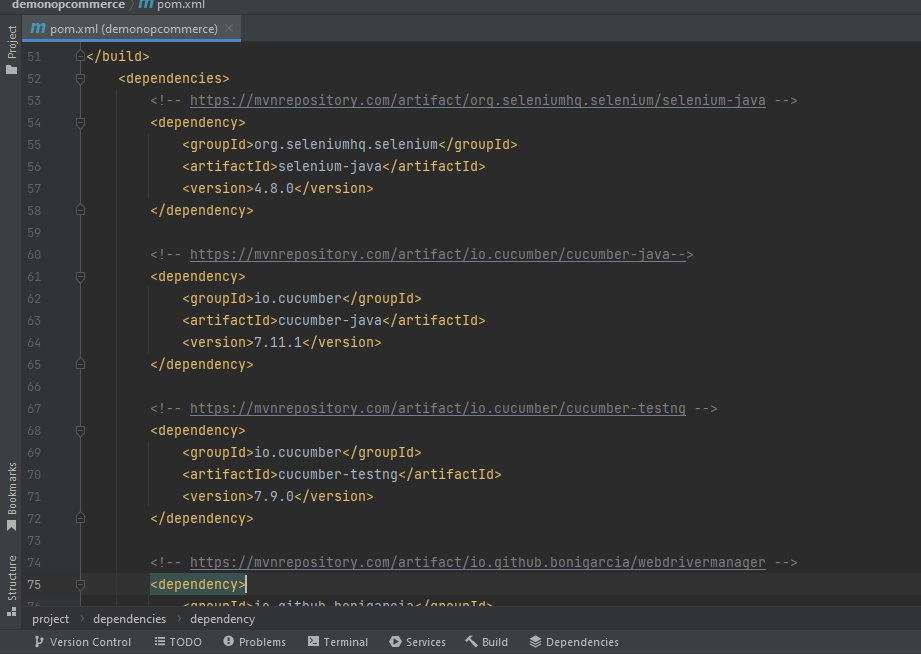 demonopcommerce > m pom.xml
m pom.xml (demonopcommerce) ×
Project
51 </build>
52 <dependencies>
53 <!-- https://mvnrepository.com/artifact/org.seleniumhq.selenium/selenium-java -->
54 <dependency>
55 <groupId>org.seleniumhq.selenium</groupId>
56 <artifactId>selenium-java</artifactId>
57 <version>4.8.0</version>
58 </dependency>
59
60 <!-- https://mvnrepository.com/artifact/io.cucumber/cucumber-java-->
61 <dependency>
62 <groupId>io.cucumber</groupId>
63 <artifactId>cucumber-java</artifactId>
64 <version>7.11.1</version>
65 </dependency>
66
67 <!-- https://mvnrepository.com/artifact/io.cucumber/cucumber-testng -->
68 <dependency>
69 <groupId>io.cucumber</groupId>
70 <artifactId>cucumber-testng</artifactId>
71 <version>7.9.0</version>
72 </dependency>
73
74 <!-- https://mvnrepository.com/artifact/io.github.bonigarcia/webdrivermanager -->
75 <dependency>
76 <groupId>io.github.bonigarcia</groupId>
Bookmarks
Structure
project > dependencies > dependency
Version Control TODO Problems Terminal Services Build Dependencies